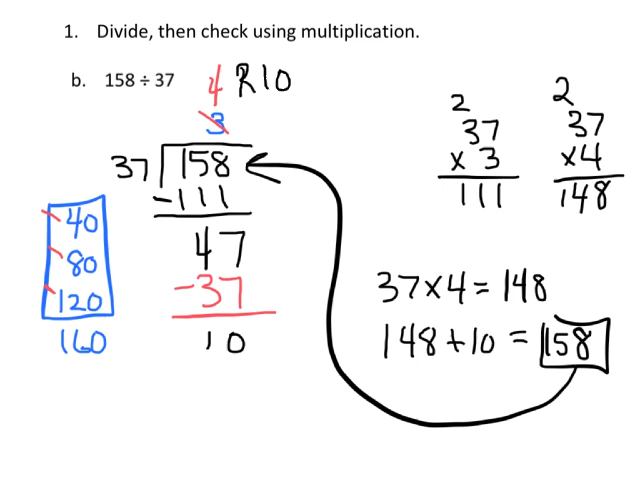 1. Divide, then check using multiplication.
b. 158 ÷ 37
4 R10
3
37 158
-111
47
-37
10
40
80
120
160
2
37
x 3
111
2
37
x4
148
37x4 = 148
148 + 10 = 158